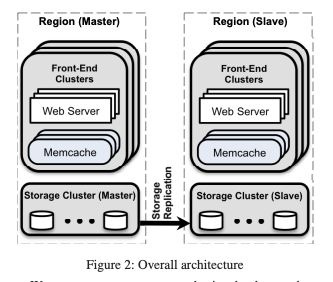 Region (Master)
Front-End
Clusters
Web Server
Memcache
Storage Cluster (Master)
Storage
Replication
Region (Slave)
Front-End
Clusters
Web Server
Memcache
Storage Cluster (Slave)
Figure 2: Overall architecture